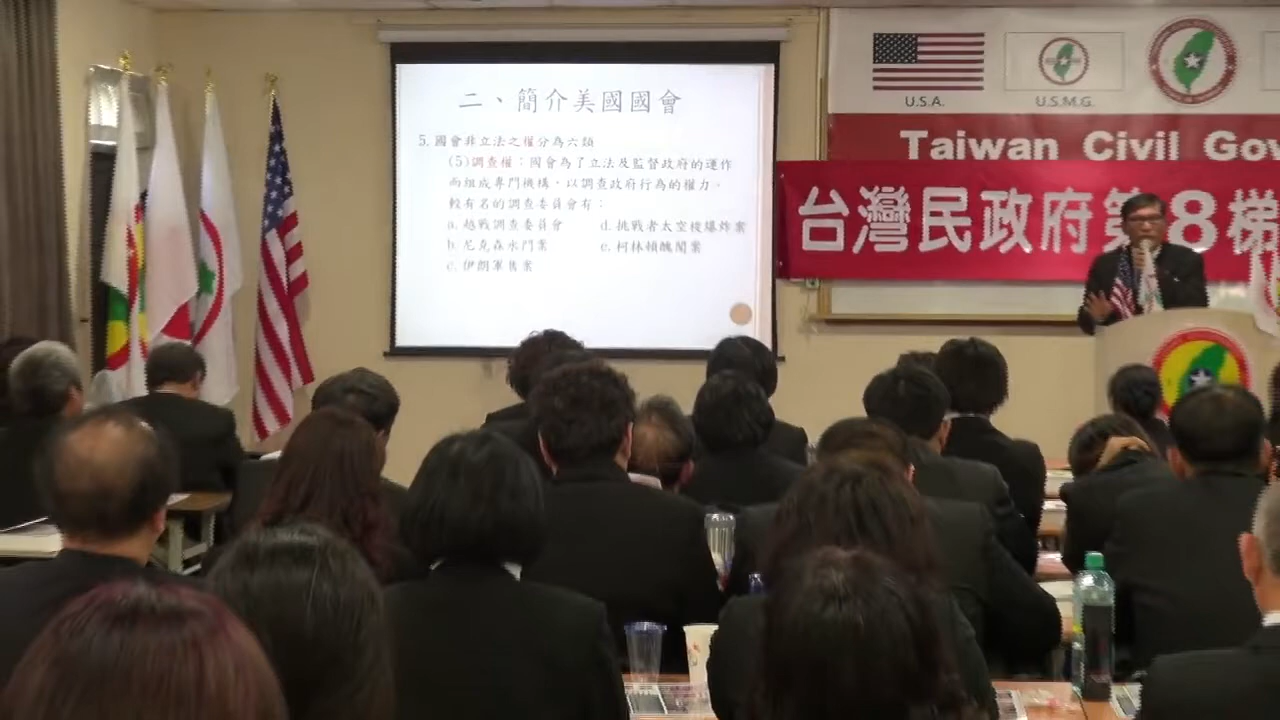 二、簡介美國國會
5. 國會非立法之權分為六類
(5)調查權：國會為了立法及監督政府的運作
而組成專門機構，以調查政府行為的權力。
較有名的調查委員會有：
a. 越戰調查委員會 d. 挑戰者太空梭爆炸案
b. 尼克森水門案 e. 柯林頓醜聞案
c. 伊朗軍售案
U.S.A. U.S.M.G.
Taiwan Civil Gov
台灣民政府第8梯